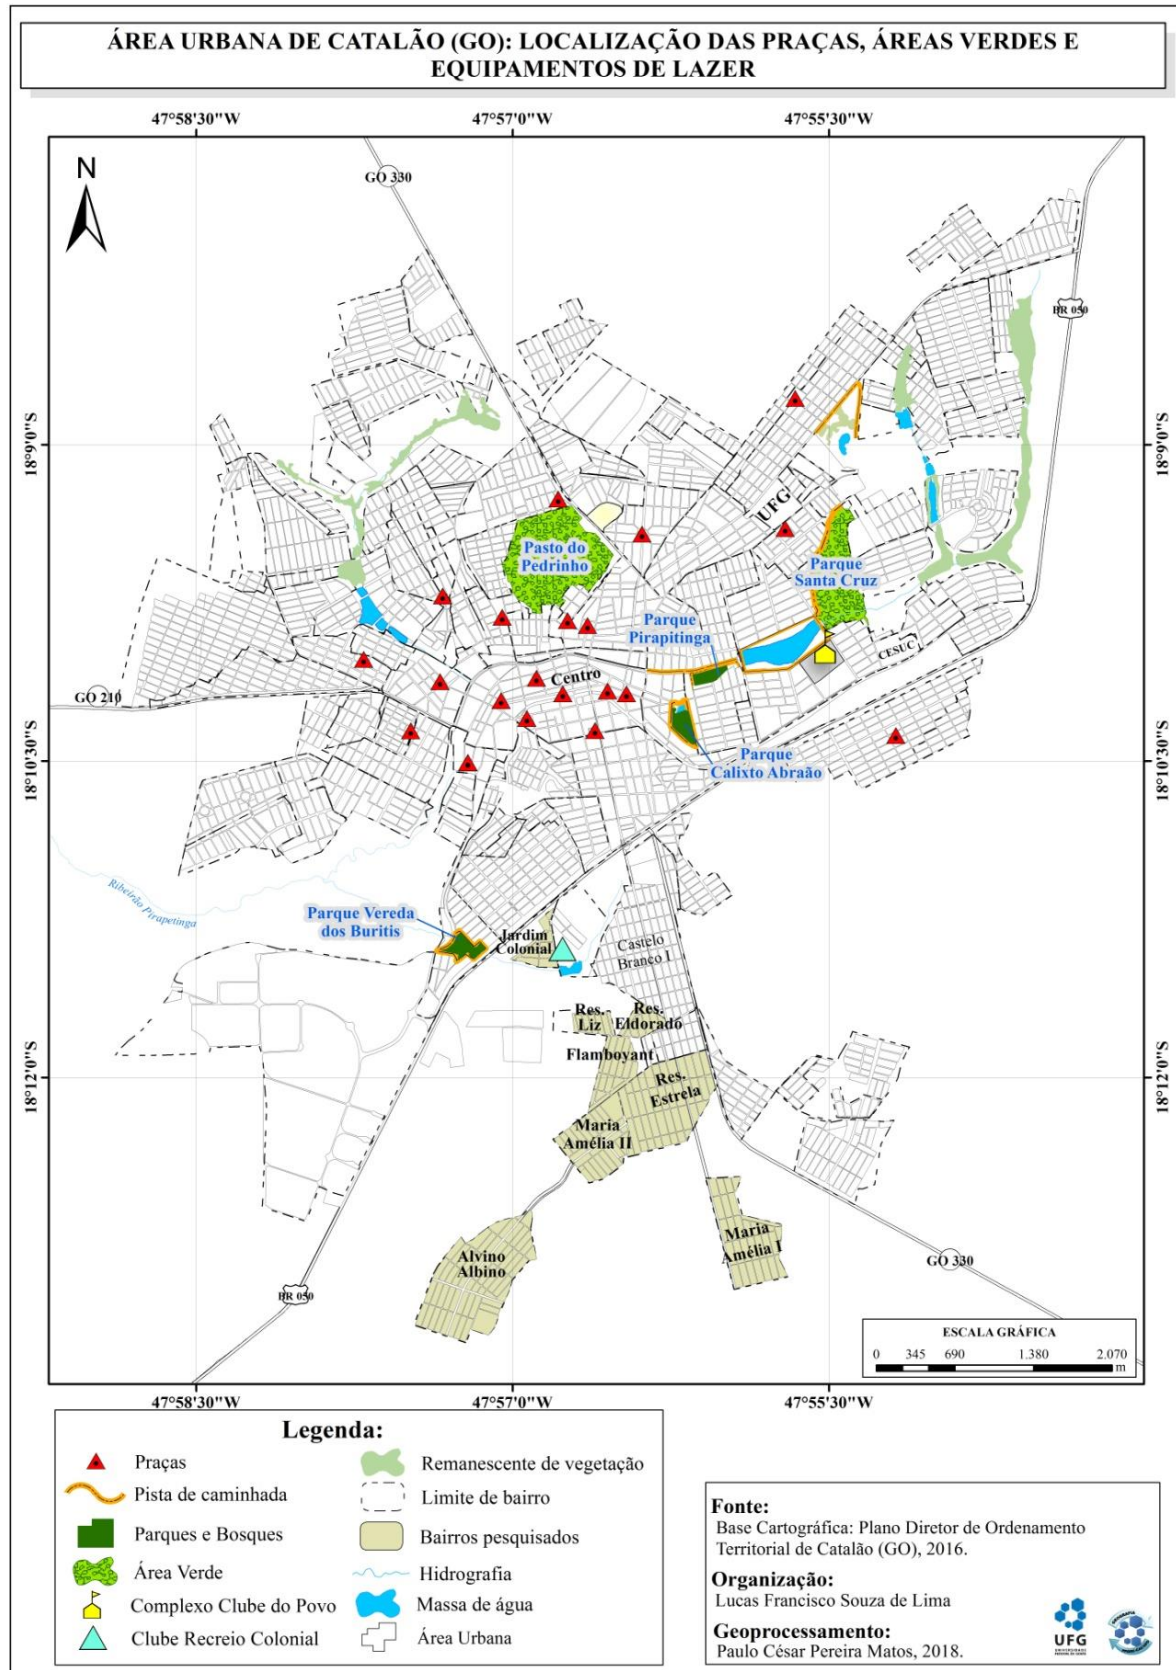 ÁREA URBANA DE CATALÃO (GO): LOCALIZAÇÃO DAS PRAÇAS, ÁREAS VERDES E
EQUIPAMENTOS DE LAZER
47°58'30"W
47°57'0"W
47°55'30"W
N
GO 330
BR 050
18°9'0"S
18°9'0"S
UFG
Pasto do
Pedrinho
Parque
Santa Cruz
Parque
Pirapitinga
CESUC
Centro
GO 210
18°10'30"S
18°10'30"S
Parque
Calixto Abraão
Ribeirão Pirapetinga
Parque Vereda
dos Buritis
Jardim
Colonial
Castelo
Branco I
Res.
Liz
Res.
Eldorado
Flamboyant
Res.
Estrela
18°12'0"S
18°12'0"S
Maria
Amélia II
Maria
Amélia I
Alvino
Albino
GO 330
BR 050
ESCALA GRÁFICA
0 345 690 1.380 2.070
m
47°58'30"W
47°57'0"W
47°55'30"W
Legenda:
Praças
Pista de caminhada
Parques e Bosques
Área Verde
Complexo Clube do Povo
Clube Recreio Colonial
Remanescente de vegetação
Limite de bairro
Bairros pesquisados
Hidrografia
Massa de água
Área Urbana
Fonte:
Base Cartográfica: Plano Diretor de Ordenamento
Territorial de Catalão (GO), 2016.
Organização:
Lucas Francisco Souza de Lima
Geoprocessamento:
Paulo César Pereira Matos, 2018.
UFG